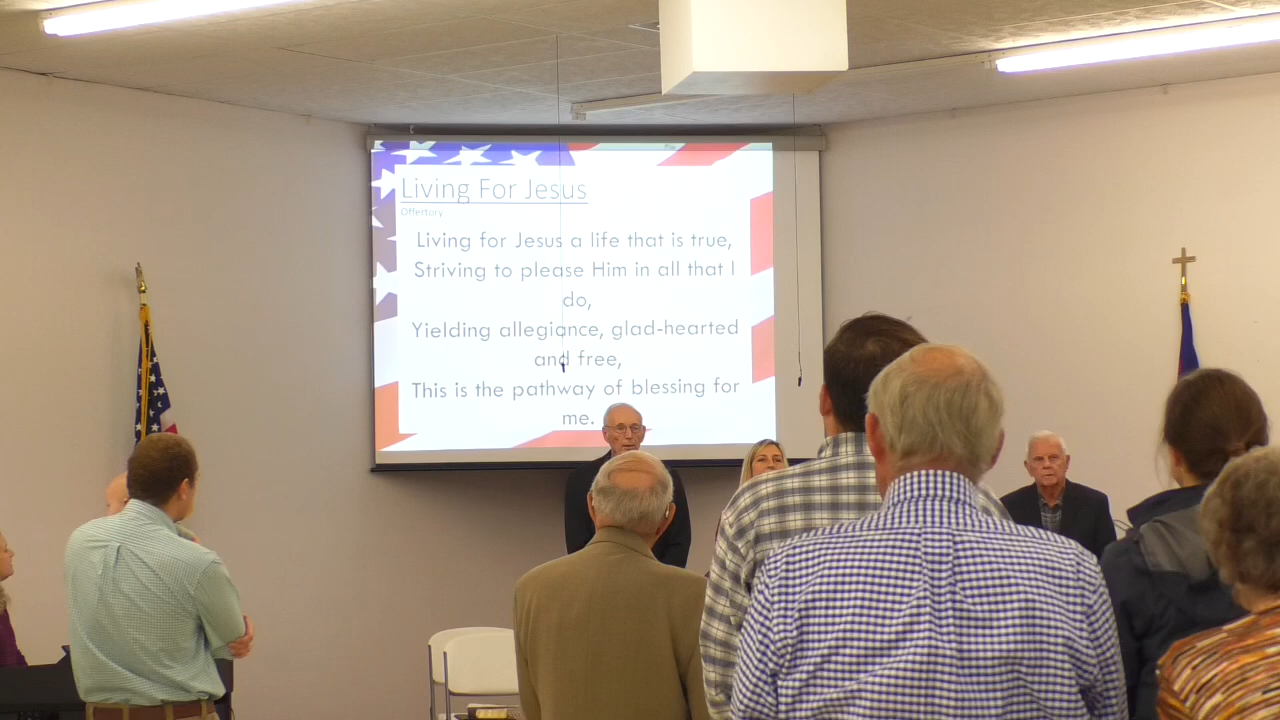 Living For Jesus
Offertory
Living for Jesus a life that is true,
Striving to please Him in all that I
do,
Yielding allegiance, glad-hearted
and free,
This is the pathway of blessing for
me.